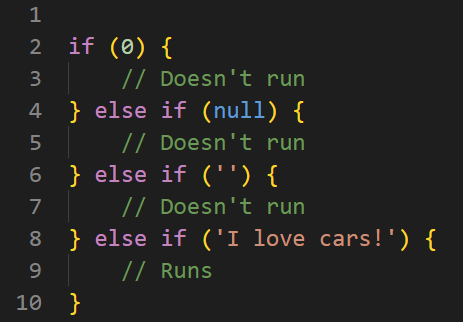 1
2 if (0) {
3     // Doesn't run
4 } else if (null) {
5     // Doesn't run
6 } else if ('') {
7     // Doesn't run
8 } else if ('I love cars!') {
9     // Runs
10 }